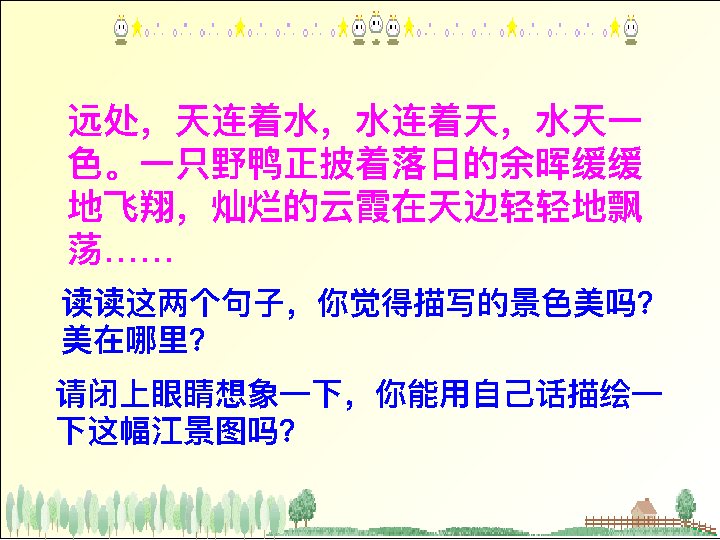 远处，天连着水，水连着天，水天一
色。一只野鸭正披着落日的余晖缓缓
地飞翔，灿烂的云霞在天边轻轻地飘
荡……
读读这两个句子，你觉得描写的景色美吗？
美在哪里？
请闭上眼睛想象一下，你能用自己话描绘一
下这幅江景图吗？